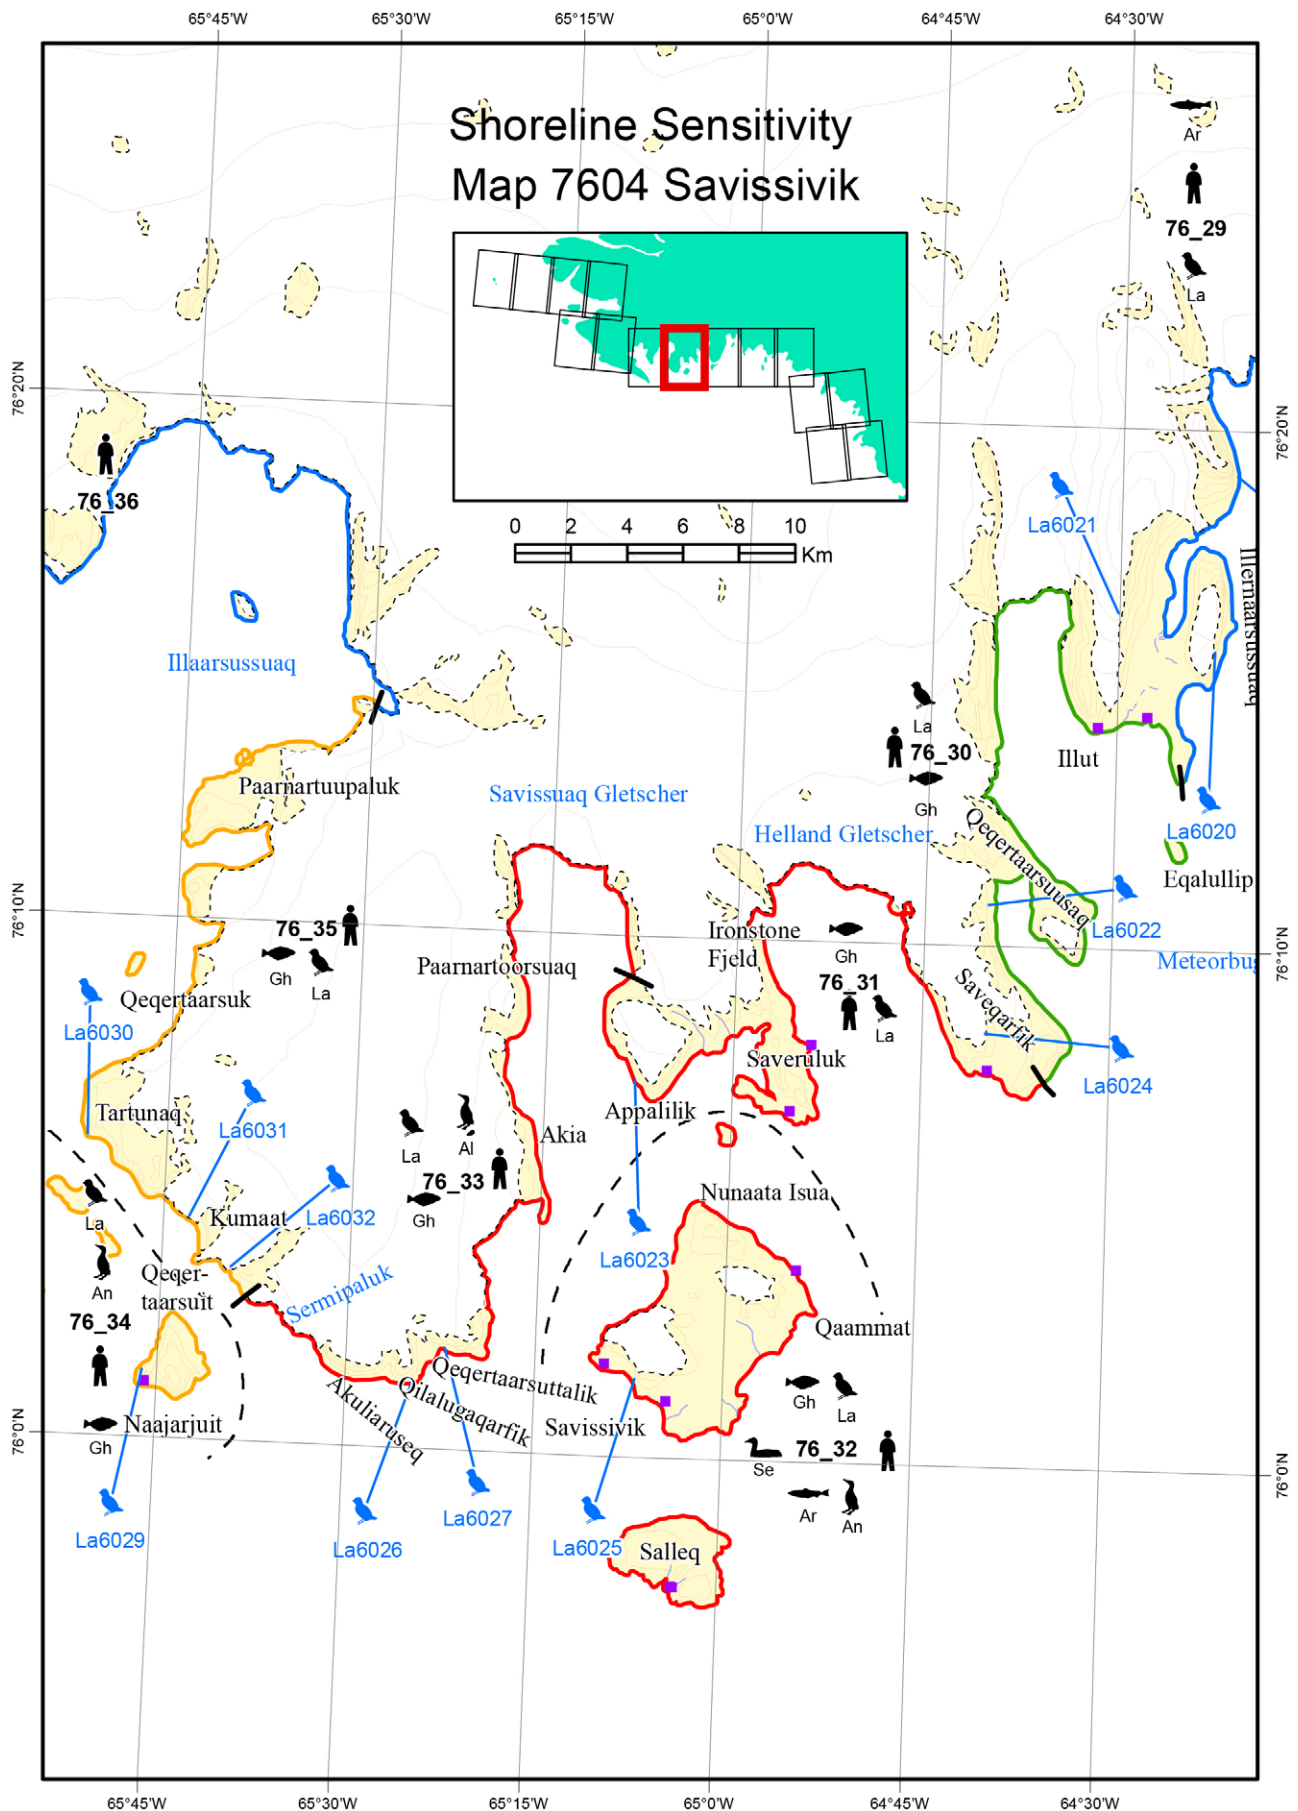 65°45'W 65°30'W 65°15'W 65°0'W 64°45'W 64°30'W
Shoreline Sensitivity
Map 7604 Savissivik
Ar
76_29
La
76°20'N
76°20'N
76_36
0 2 4 6 8 10
Km
La6021
Illernaarsussuaq
Illaarsussuaq
La
76_30
Gh
Illut
Paarnartuupaluk
Savissuaq Gletscher
Helland Gletscher
Qeqertaarsuusaq
La6020
Eqalullip
76°10'N
76°10'N
76_35
Gh
La
Ironstone
Fjeld
Gh
La6022
Meteorbug
Paarnartoorsuaq
76_31
La
Saveqarfik
Qeqertaarsuk
La6030
Saveruluk
La6024
Tartunaq
La6031
La
Al
Appalilik
Akia
76_33
Gh
La
Kumaat
La6032
Nunaata Isua
An
Qeqer-
taarsuit
Sermipaluk
La6023
76_34
Qaammat
Qeqertaarsuttalik
Qilalugaqarfik
Akuliaruseq
Gh
La
Naajarjuit
Gh
Savissivik
Se
76_32
76°0'N
76°0'N
Ar
An
La6029
La6026
La6027
La6025
Salleq
65°45'W 65°30'W 65°15'W 65°0'W 64°45'W 64°30'W